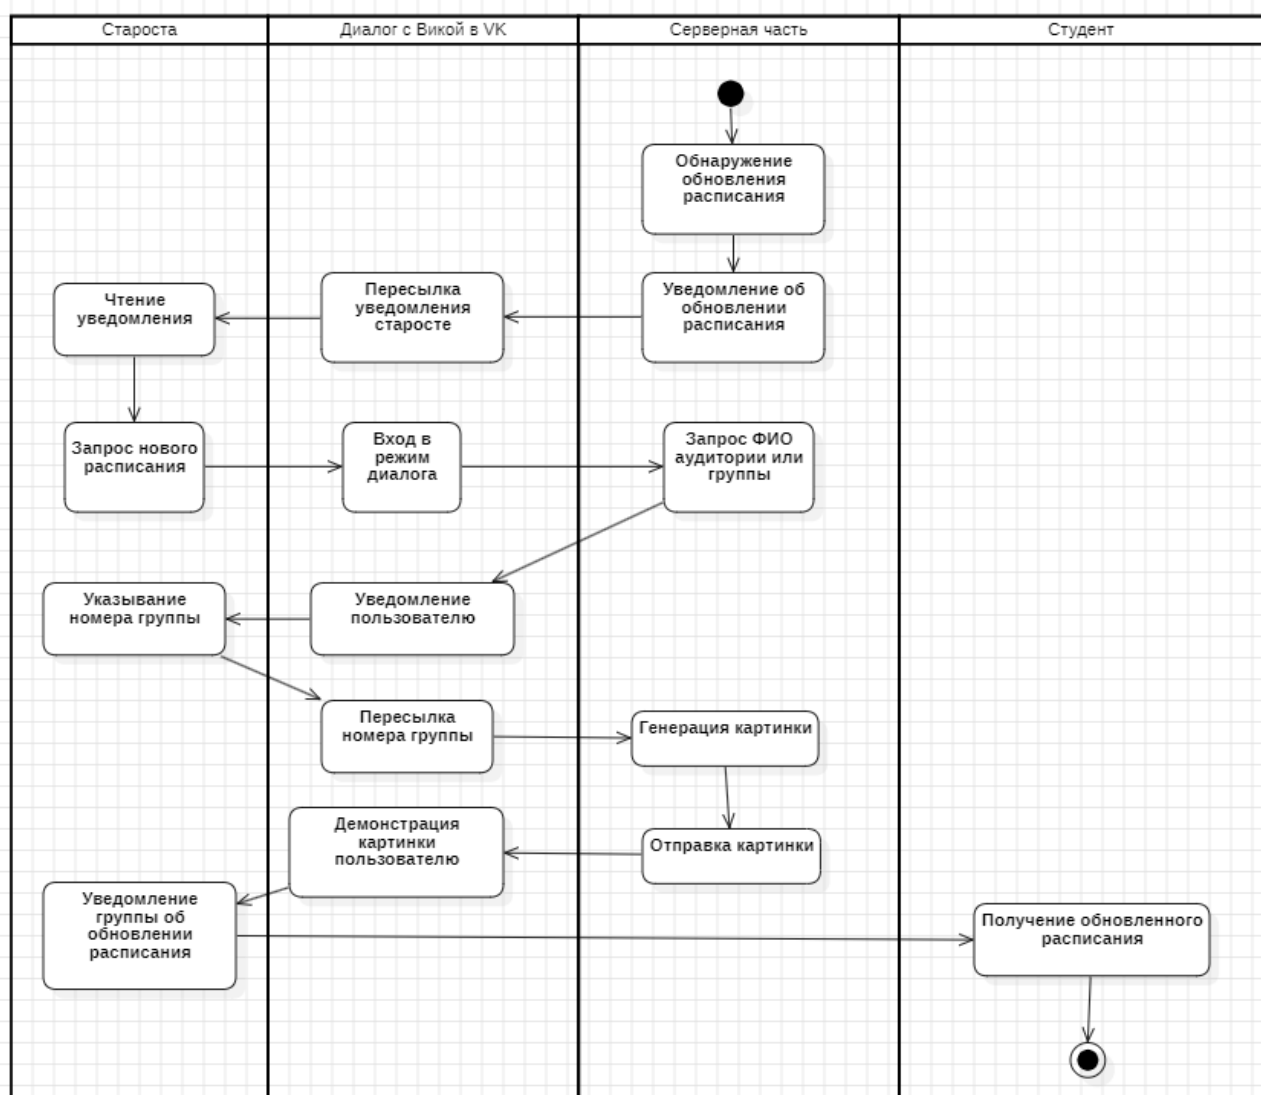 Староста
Диалог с Викой в VK
Серверная часть
Студент
Обнаружение
обновления
расписания
Уведомление об
обновлении
расписания
Пересылка
уведомления
старосте
Чтение
уведомления
Запрос нового
расписания
Вход в
режим
диалога
Запрос ФИО
аудитории или
группы
Уведомление
пользователю
Указывание
номера группы
Пересылка
номера группы
Генерация картинки
Отправка картинки
Демонстрация
картинки
пользователю
Уведомление
группы об
обновлении
расписания
Получение обновленного
расписания